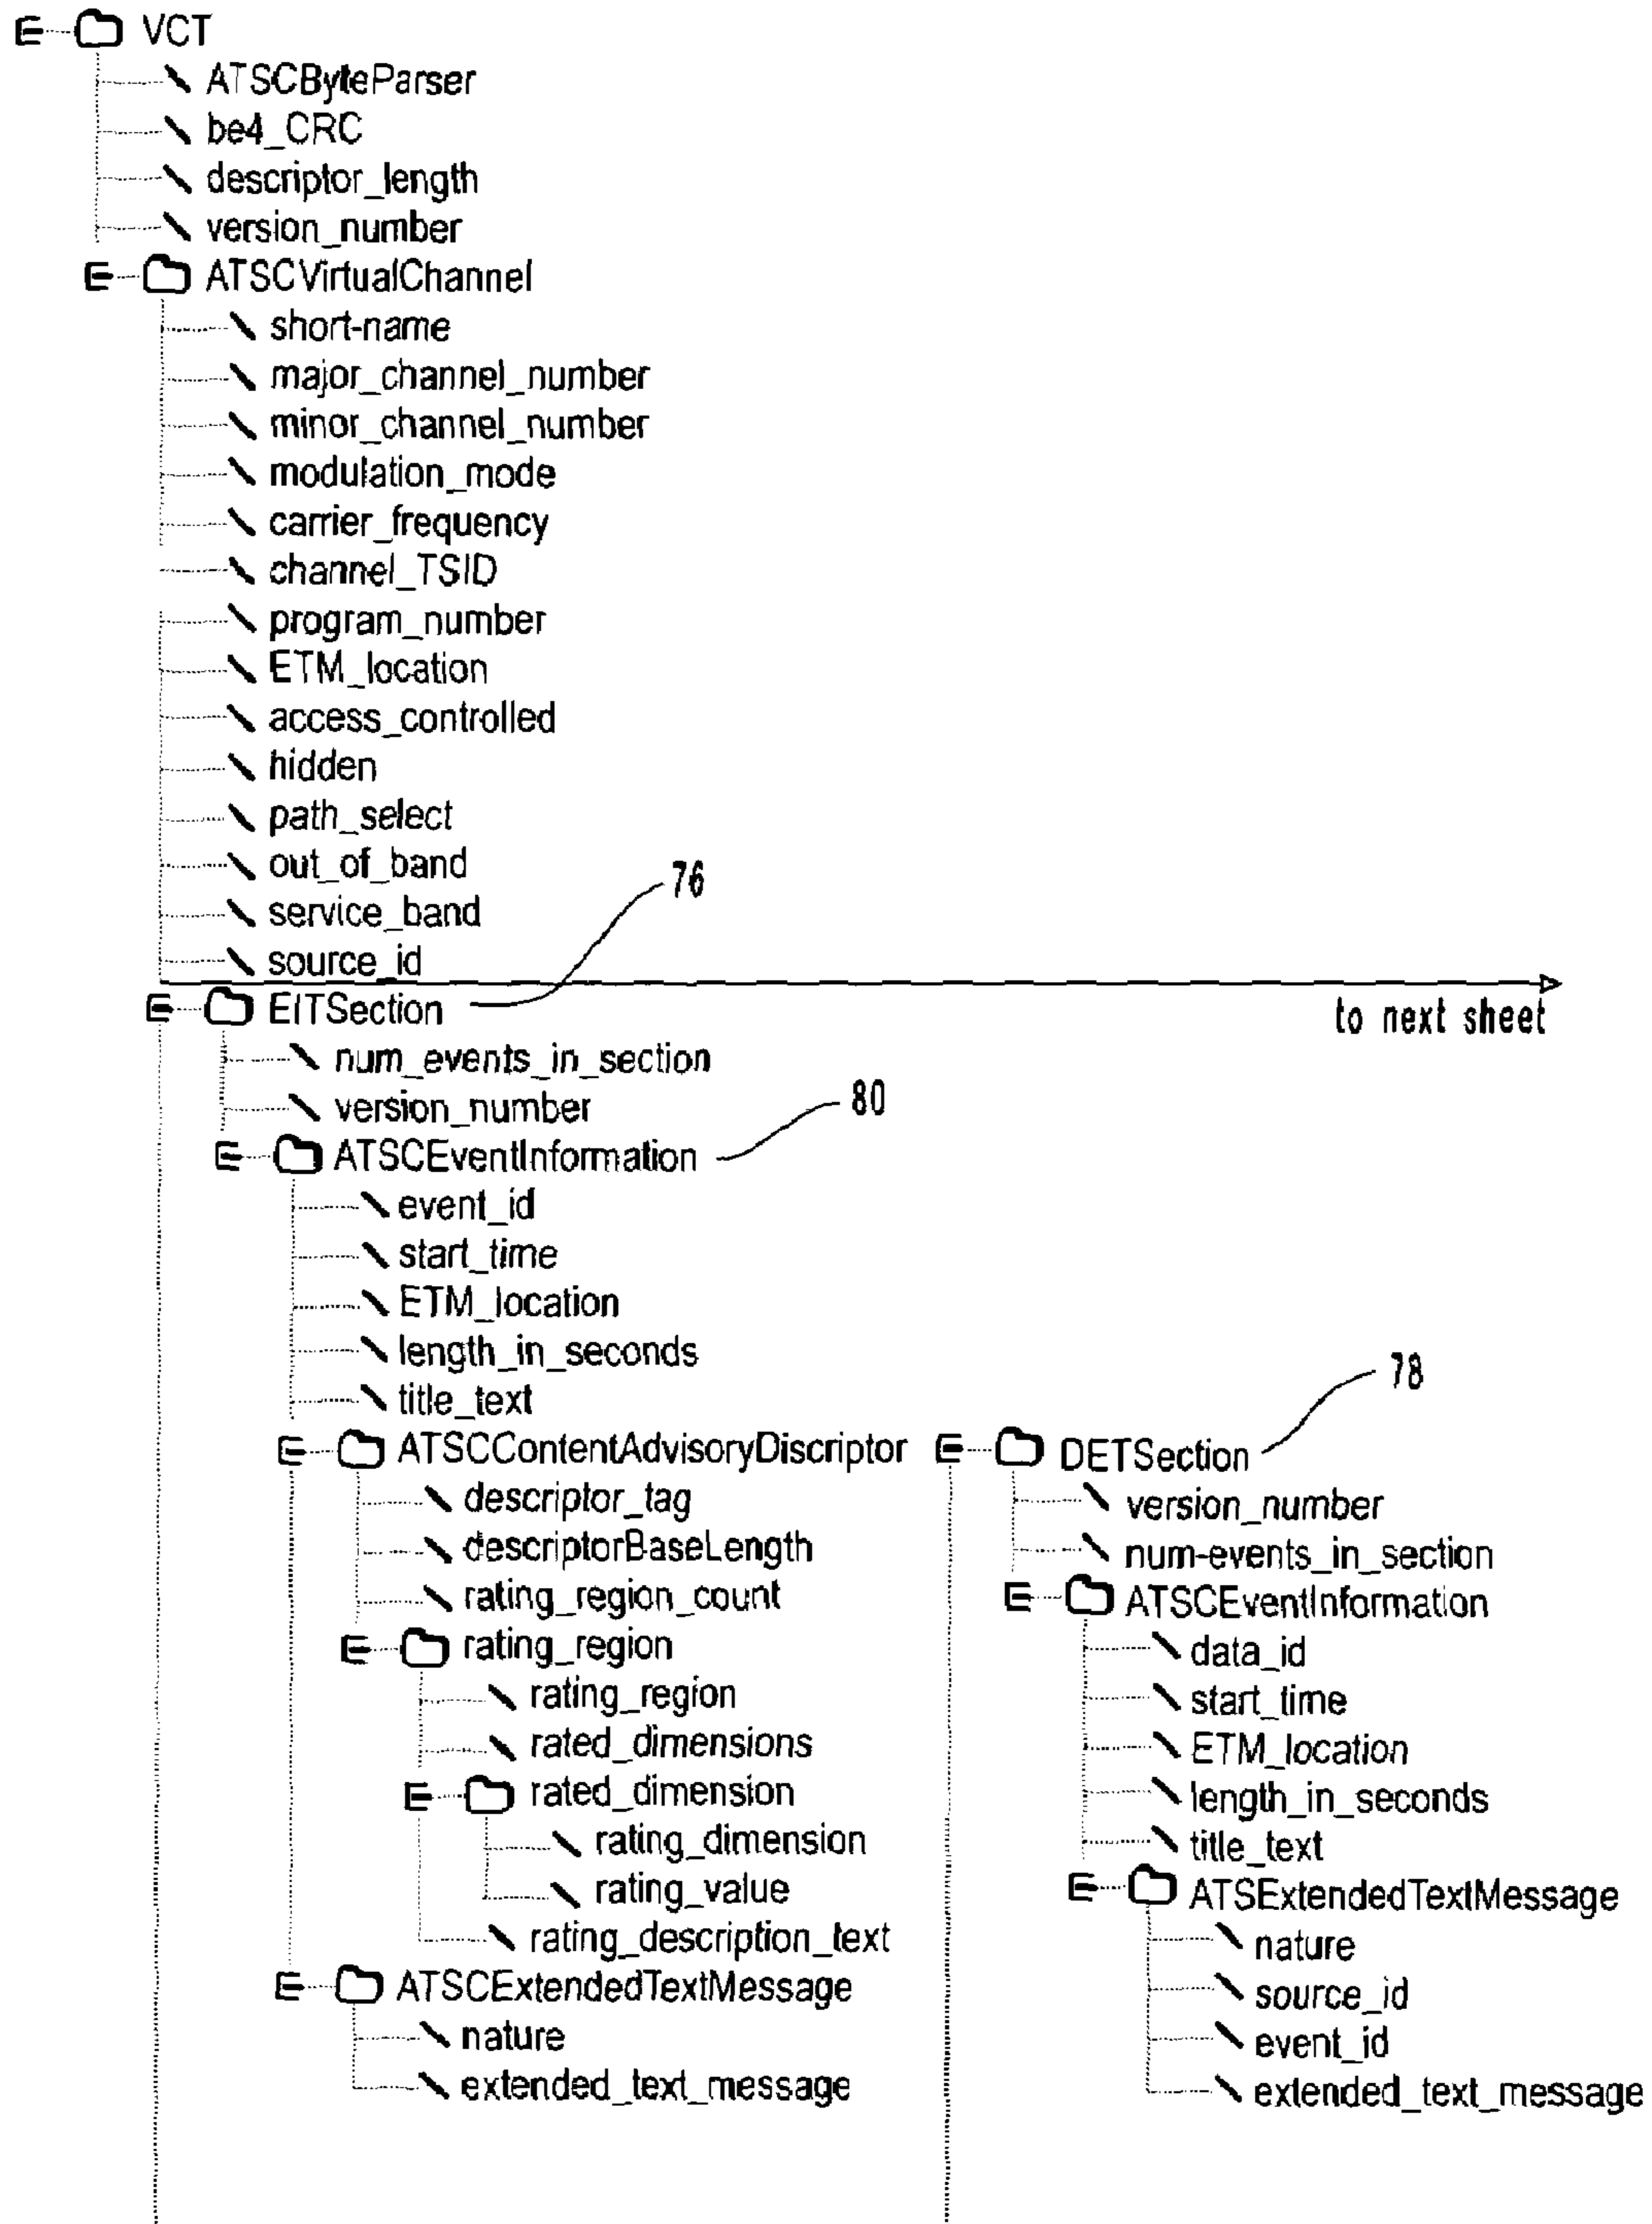 VCT
ATSCByteParser
be4_CRC
descriptor_length
version_number
ATSCVirtualChannel
short-name
major_channel_number
minor_channel_number
modulation_mode
carrier_frequency
channel_TSID
program_number
ETM_location
access_controlled
hidden
path_select
out_of_band
76
service_band
source_id
to next sheet
EITSection
num_events_in_section
version_number
80
ATSCEventInformation
event_id
start_time
ETM_location
length_in_seconds
title_text
ATSCContentAdvisoryDiscriptor
descriptor_tag
descriptorBaseLength
rating_region_count
rating_region
rating_region
rated_dimensions
rated_dimension
rating_dimension
rating_value
rating_description_text
ATSCExtendedTextMessage
nature
extended_text_message
78
DETSection
version_number
num-events_in_section
ATSCEventInformation
data_id
start_time
ETM_location
length_in_seconds
title_text
ATSExtendedTextMessage
nature
source_id
event_id
extended_text_message